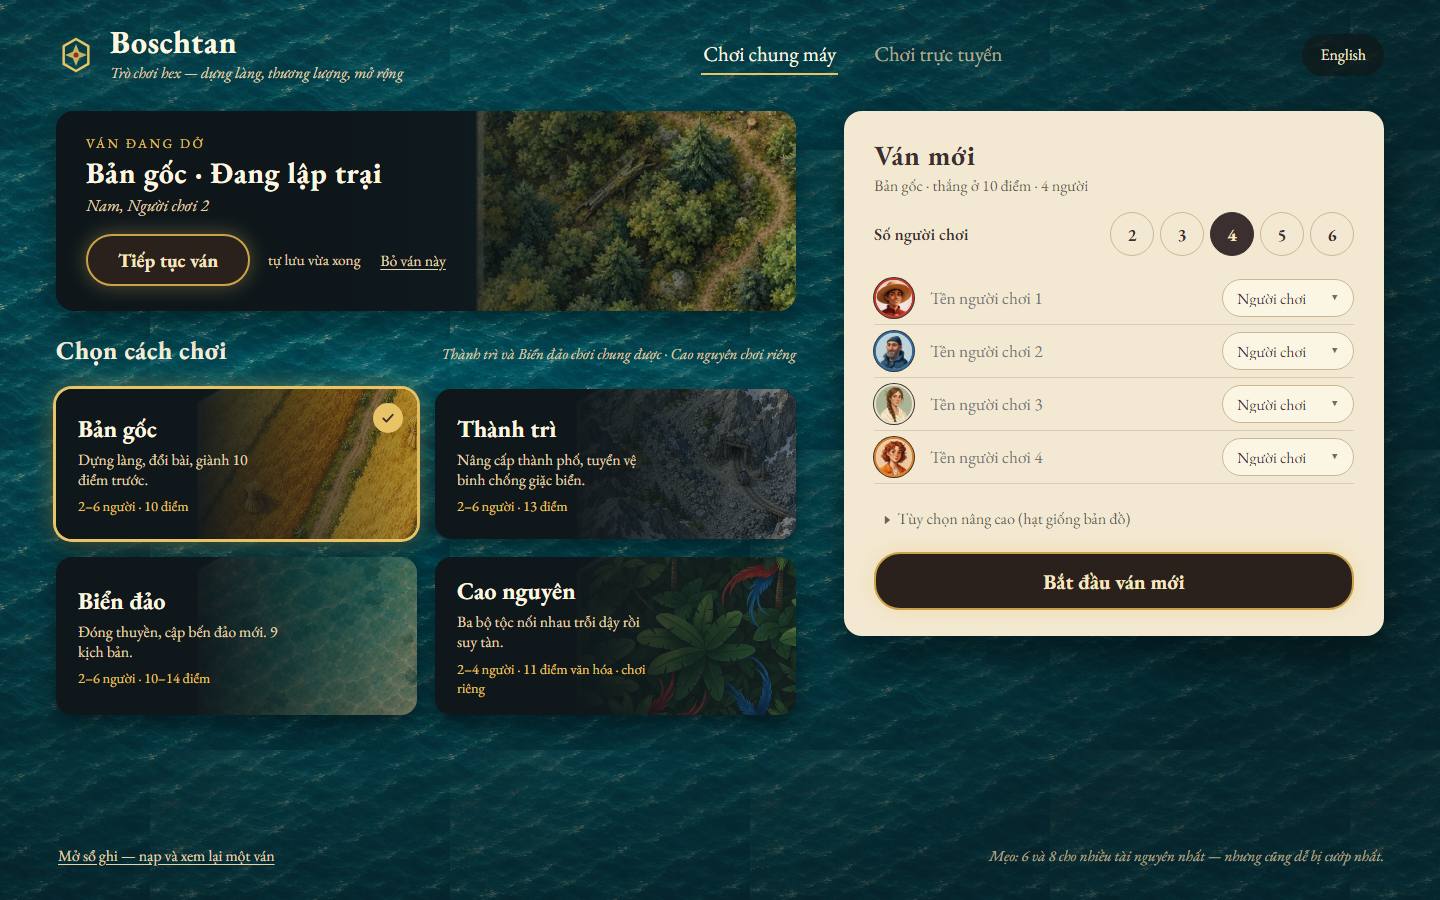 Boschtan
Trò chơi hex — dựng làng, thương lượng, mở rộng
Chơi chung máy
Chơi trực tuyến
English
VÁN ĐANG DỞ
Bản gốc · Đang lập trại
Nam, Người chơi 2
Tiếp tục ván
tự lưu vừa xong
Bỏ ván này
Chọn cách chơi
Thành trì và Biển đảo chơi chung được · Cao nguyên chơi riêng
Bản gốc
Dựng làng, đổi bài, giành 10
điểm trước.
2–6 người · 10 điểm
Thành trì
Nâng cấp thành phố, tuyển vệ
binh chống giặc biển.
2–6 người · 13 điểm
Biển đảo
Đóng thuyền, cập bến đảo mới. 9
kịch bản.
2–6 người · 10–14 điểm
Cao nguyên
Ba bộ tộc nối nhau trỗi dậy rồi
suy tàn.
2–4 người · 11 điểm văn hóa · chơi
riêng
Ván mới
Bản gốc · thắng ở 10 điểm · 4 người
Số người chơi
2 3 4 5 6
Tên người chơi 1
Người chơi
Tên người chơi 2
Người chơi
Tên người chơi 3
Người chơi
Tên người chơi 4
Người chơi
Tùy chọn nâng cao (hạt giống bản đồ)
Bắt đầu ván mới
Mở sổ ghi — nạp và xem lại một ván
Mẹo: 6 và 8 cho nhiều tài nguyên nhất — nhưng cũng dễ bị cướp nhất.